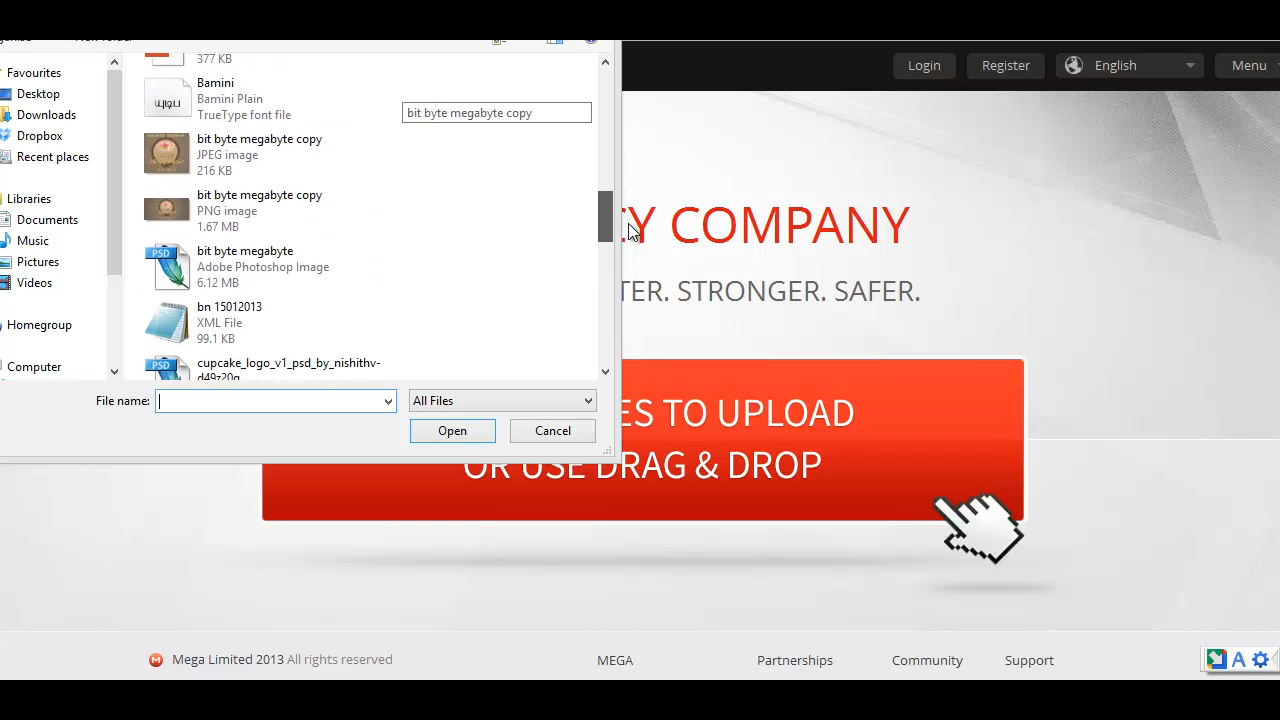 377 KB
Favourites
Desktop
Downloads
Dropbox
Recent places
Libraries
Documents
Music
Pictures
Videos
Homegroup
Computer
Bamini
Bamini Plain
TrueType font file
bit byte megabyte copy
JPEG image
216 KB
bit byte megabyte copy
PNG image
1.67 MB
bit byte megabyte
PSD
Adobe Photoshop Image
6.12 MB
bn 15012013
XML File
99.1 KB
PSD
cupcake_logo_v1_psd_by_nishithv-
d49z20g
bit byte megabyte copy
File name:
All Files
Open
Cancel
Login
Register
English
Menu
Y COMPANY
TER. STRONGER. SAFER.
ES TO UPLOAD
OR USE DRAG & DROP
M
Mega Limited 2013 All rights reserved
MEGA
Partnerships
Community
Support
A